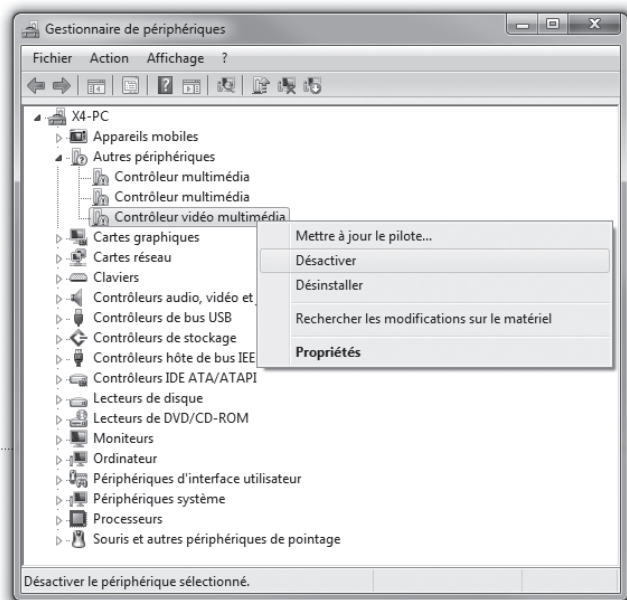 Gestionnaire de périphériques
Fichier Action Affichage ?
X4-PC
Appareils mobiles
Autres périphériques
Contrôleur multimédia
Contrôleur multimédia
Contrôleur vidéo multimédia
Cartes graphiques
Cartes réseau
Claviers
Contrôleurs audio, vidéo et
Contrôleurs de bus USB
Contrôleurs de stockage
Contrôleurs hôte de bus IEE
Contrôleurs IDE ATA/ATAPI
Lecteurs de disque
Lecteurs de DVD/CD-ROM
Moniteurs
Ordinateur
Périphériques d'interface utilisateur
Périphériques système
Processeurs
Souris et autres périphériques de pointage
Mettre à jour le pilote...
Désactiver
Désinstaller
Rechercher les modifications sur le matériel
Propriétés
Désactiver le périphérique sélectionné.